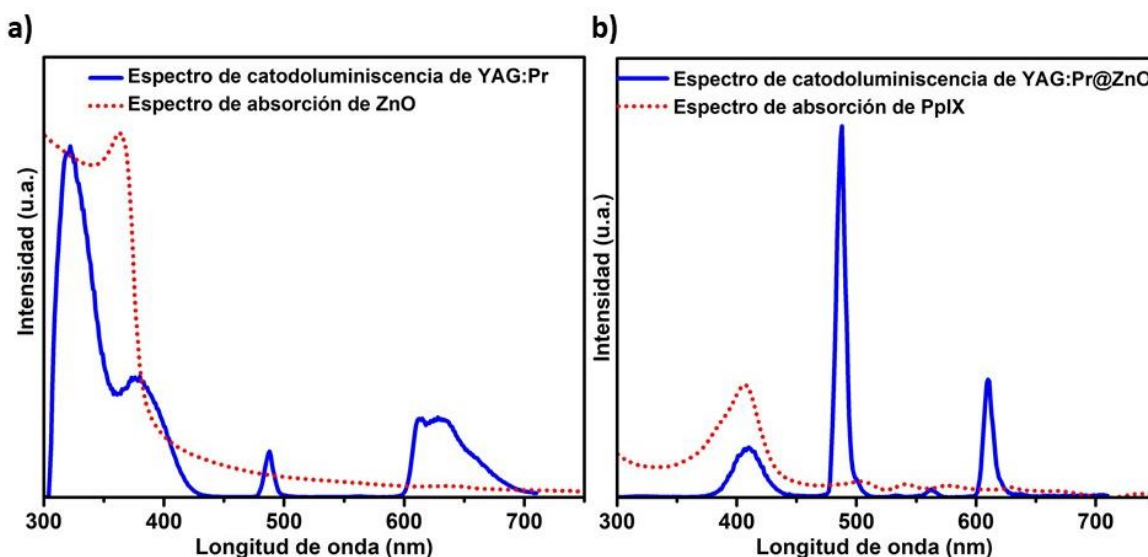 a)
Espectro de catodoluminiscencia de YAG:Pr
Espectro de absorción de ZnO
Intensidad (u.a.)
300 400 500 600 700
Longitud de onda (nm)
b)
Espectro de catodoluminiscencia de YAG:Pr@ZnO
Espectro de absorción de PpIX
Intensidad (u.a.)
300 400 500 600 700
Longitud de onda (nm)